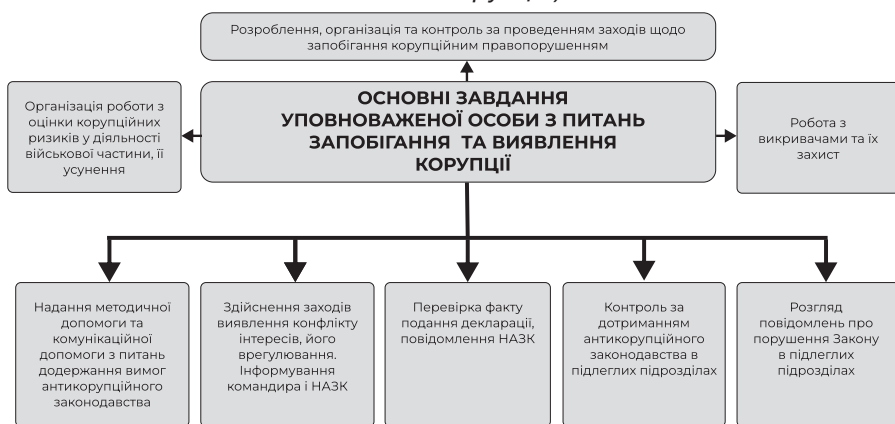 Розроблення, організація та контроль за проведенням заходів щодо
запобігання корупційним правопорушенням
ОСНОВНІ ЗАВДАННЯ
УПОВНОВАЖЕНОЇ ОСОБИ З ПИТАНЬ
ЗАПОБІГАННЯ ТА ВИЯВЛЕННЯ
КОРУПЦІЇ
Організація роботи з
оцінки корупційних
ризиків у діяльності
військової частини, її
усунення
Робота з
викривачами та їх
захист
Надання методичної
допомоги та
комунікаційної
допомоги з питань
додержання вимог
антикорупційного
законодавства
Здійснення заходів
виявлення конфлікту
інтересів, його
врегулювання.
Інформування
командира і НАЗК
Перевірка факту
подання декларації,
повідомлення НАЗК
Контроль за
дотриманням
антикорупційного
законодавства в
підлеглих підрозділах
Розгляд
повідомлень про
порушення Закону
в підлеглих
підрозділах